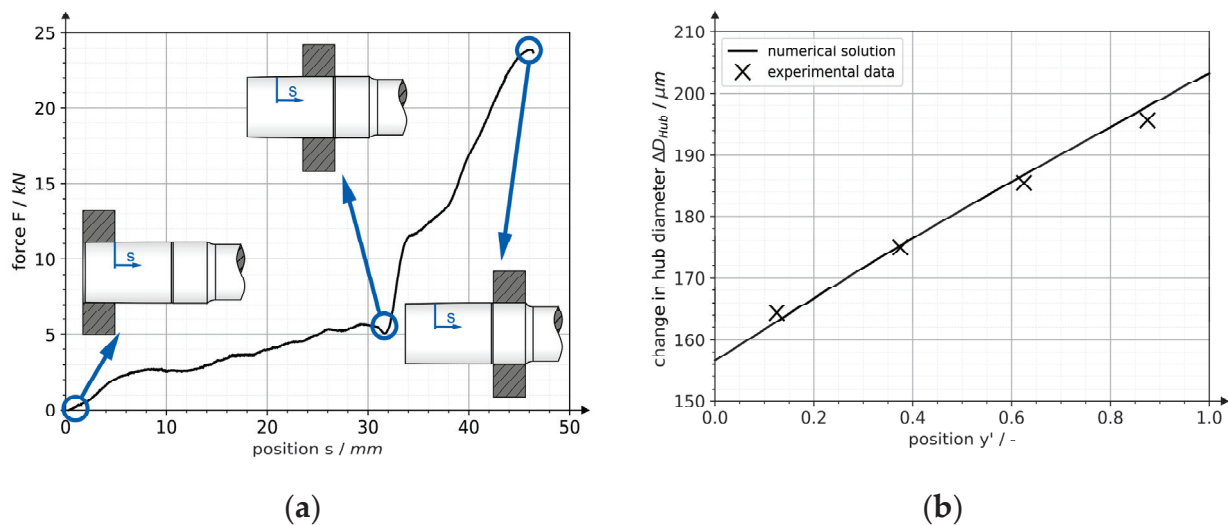 25
20
15
10
5
0
force F / kN
s
s
s
0
10
20
30
40
50
position s / mm
(a)
210
200
190
180
170
160
150
change in hub diameter ΔD_Hub / μm
numerical solution
experimental data
0.0
0.2
0.4
0.6
0.8
1.0
position y' / -
(b)